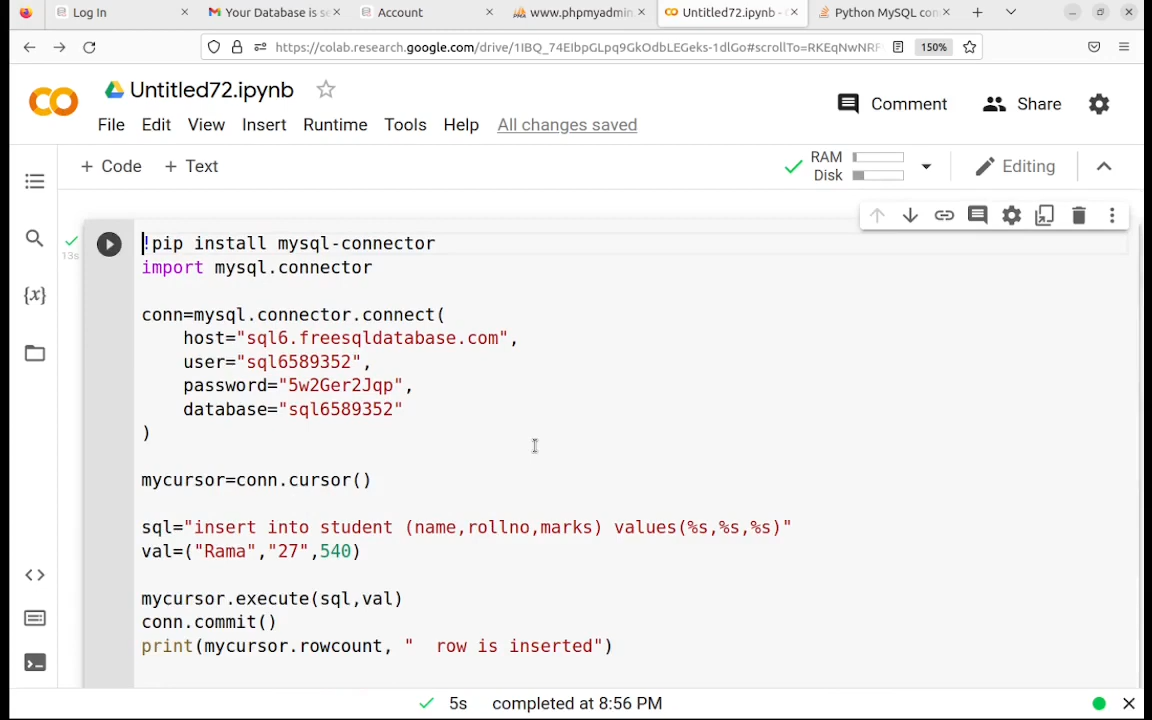 Log In
Your Database is se
Account
www.phpmyadmin
Untitled72.ipynb - C
Python MySQL con
https://colab.research.google.com/drive/1IBQ_74EIbpGLpq9GkOdbLEGeks-1dlGo#scrollTo=RKEqNwNRF
150%
Untitled72.ipynb
Comment
Share
File Edit View Insert Runtime Tools Help All changes saved
+ Code + Text
RAM
Disk
Editing
13s
!pip install mysql-connector
import mysql.connector
{x}
conn=mysql.connector.connect(
host="sql6.freesqldatabase.com",
user="sql6589352",
password="5w2Ger2Jqp",
database="sql6589352"
)
mycursor=conn.cursor()
sql="insert into student (name,rollno,marks) values(%s,%s,%s)"
val=("Rama","27",540)
mycursor.execute(sql,val)
conn.commit()
print(mycursor.rowcount, "  row is inserted")
5s completed at 8:56 PM